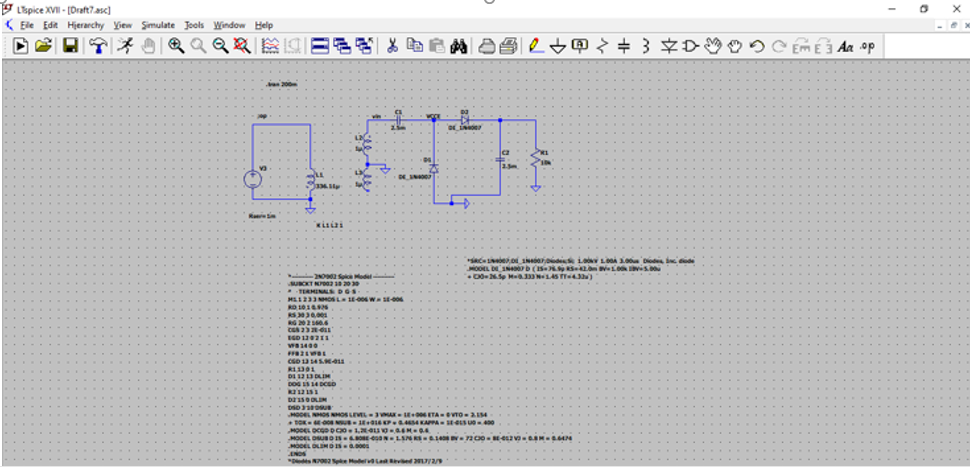 LTspice XVII - [Draft7.asc]
File Edit Hierarchy View Simulate Tools Window Help
.tran 200m
vin C1 VCCE D2
2.5m DI_1N4007
L2
1µ
V3 L1 336.11µ
L3
1µ
D1 C2 R1
DI_1N4007 2.5m 10k
Rser=1m
K L1 L2 1
*SRC=1N4007;DI_1N4007;Diodes;Si; 1.00kV 1.00A 3.00us Diodes, Inc. diode
.MODEL DI_1N4007 D ( IS=76.9p RS=42.0m BV=1.00k IBV=5.00u
+ CJO=26.5p M=0.333 N=1.45 TT=4.32u )
*---------- 2N7002 Spice Model ----------
.SUBCKT N7002 10 20 30
* TERMINALS: D G S
M1 1 2 3 3 NMOS L = 1E-006 W = 1E-006
RD 10 1 0.976
RS 30 3 0.001
RG 20 2 160.6
CGS 2 3 2E-011
EGD 12 0 2 1 1
VFB 14 0 0
FFB 2 1 VFB 1
CGD 13 14 5.9E-011
R1 13 0 1
D1 12 13 DLIM
DDG 15 14 DCGD
R2 12 15 1
D2 15 0 DLIM
DSD 3 10 DSUB
.MODEL NMOS NMOS LEVEL = 3 VMAX = 1E+006 ETA = 0 VTO = 2.154
+ TOX = 6E-008 NSUB = 1E+016 KP = 0.4654 KAPPA = 1E-015 U0 = 400
.MODEL DCGD D CJO = 1.2E-011 VJ = 0.6 M = 0.6
.MODEL DSUB D IS = 6.808E-010 N = 1.576 RS = 0.1408 BV = 72 CJO = 8E-012 VJ = 0.8 M = 0.6474
.MODEL DLIM D IS = 0.0001
.ENDS
*Diodes N7002 Spice Model v0 Last Revised 2017/2/9